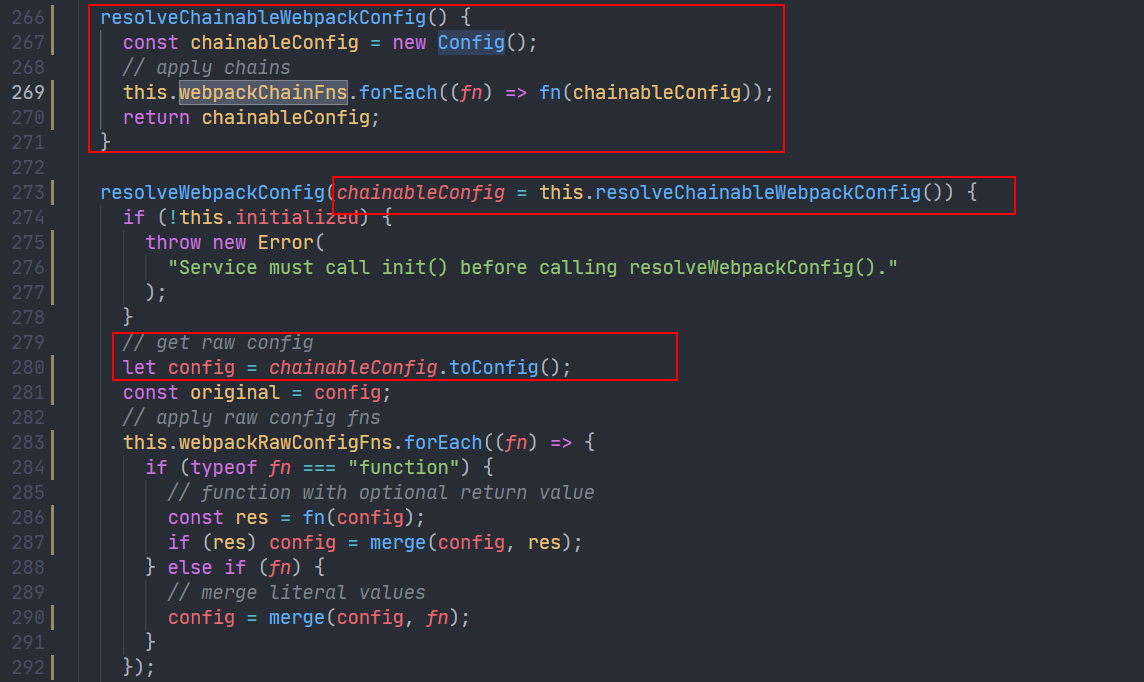 266 resolveChainableWebpackConfig() {
267 const chainableConfig = new Config();
268 // apply chains
269 this.webpackChainFns.forEach((fn) => fn(chainableConfig));
270 return chainableConfig;
271 }
272
273 resolveWebpackConfig(chainableConfig = this.resolveChainableWebpackConfig()) {
274 if (!this.initialized) {
275 throw new Error(
276 "Service must call init() before calling resolveWebpackConfig()."
277 );
278 }
279 // get raw config
280 let config = chainableConfig.toConfig();
281 const original = config;
282 // apply raw config fns
283 this.webpackRawConfigFns.forEach((fn) => {
284 if (typeof fn === "function") {
285 // function with optional return value
286 const res = fn(config);
287 if (res) config = merge(config, res);
288 } else if (fn) {
289 // merge literal values
290 config = merge(config, fn);
291 }
292 });